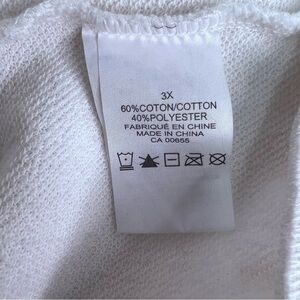 3X
60%COTON/COTTON
40%POLYESTER
FABRIQUÉ EN CHINE
MADE IN CHINA
CA 00655